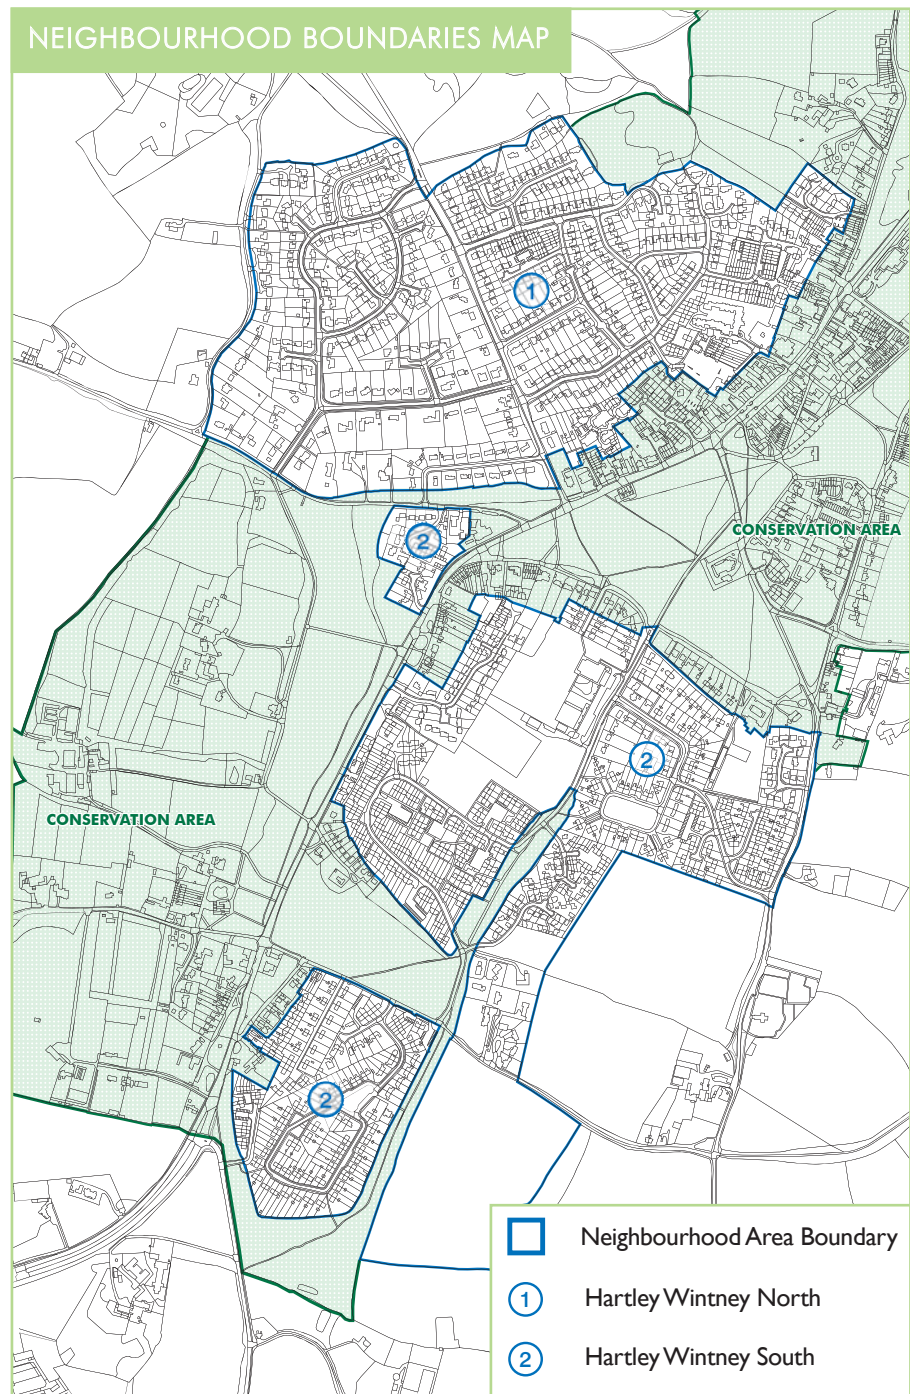 NEIGHBOURHOOD BOUNDARIES MAP
1
2
CONSERVATION AREA
2
CONSERVATION AREA
2
Neighbourhood Area Boundary
1 Hartley Wintney North
2 Hartley Wintney South